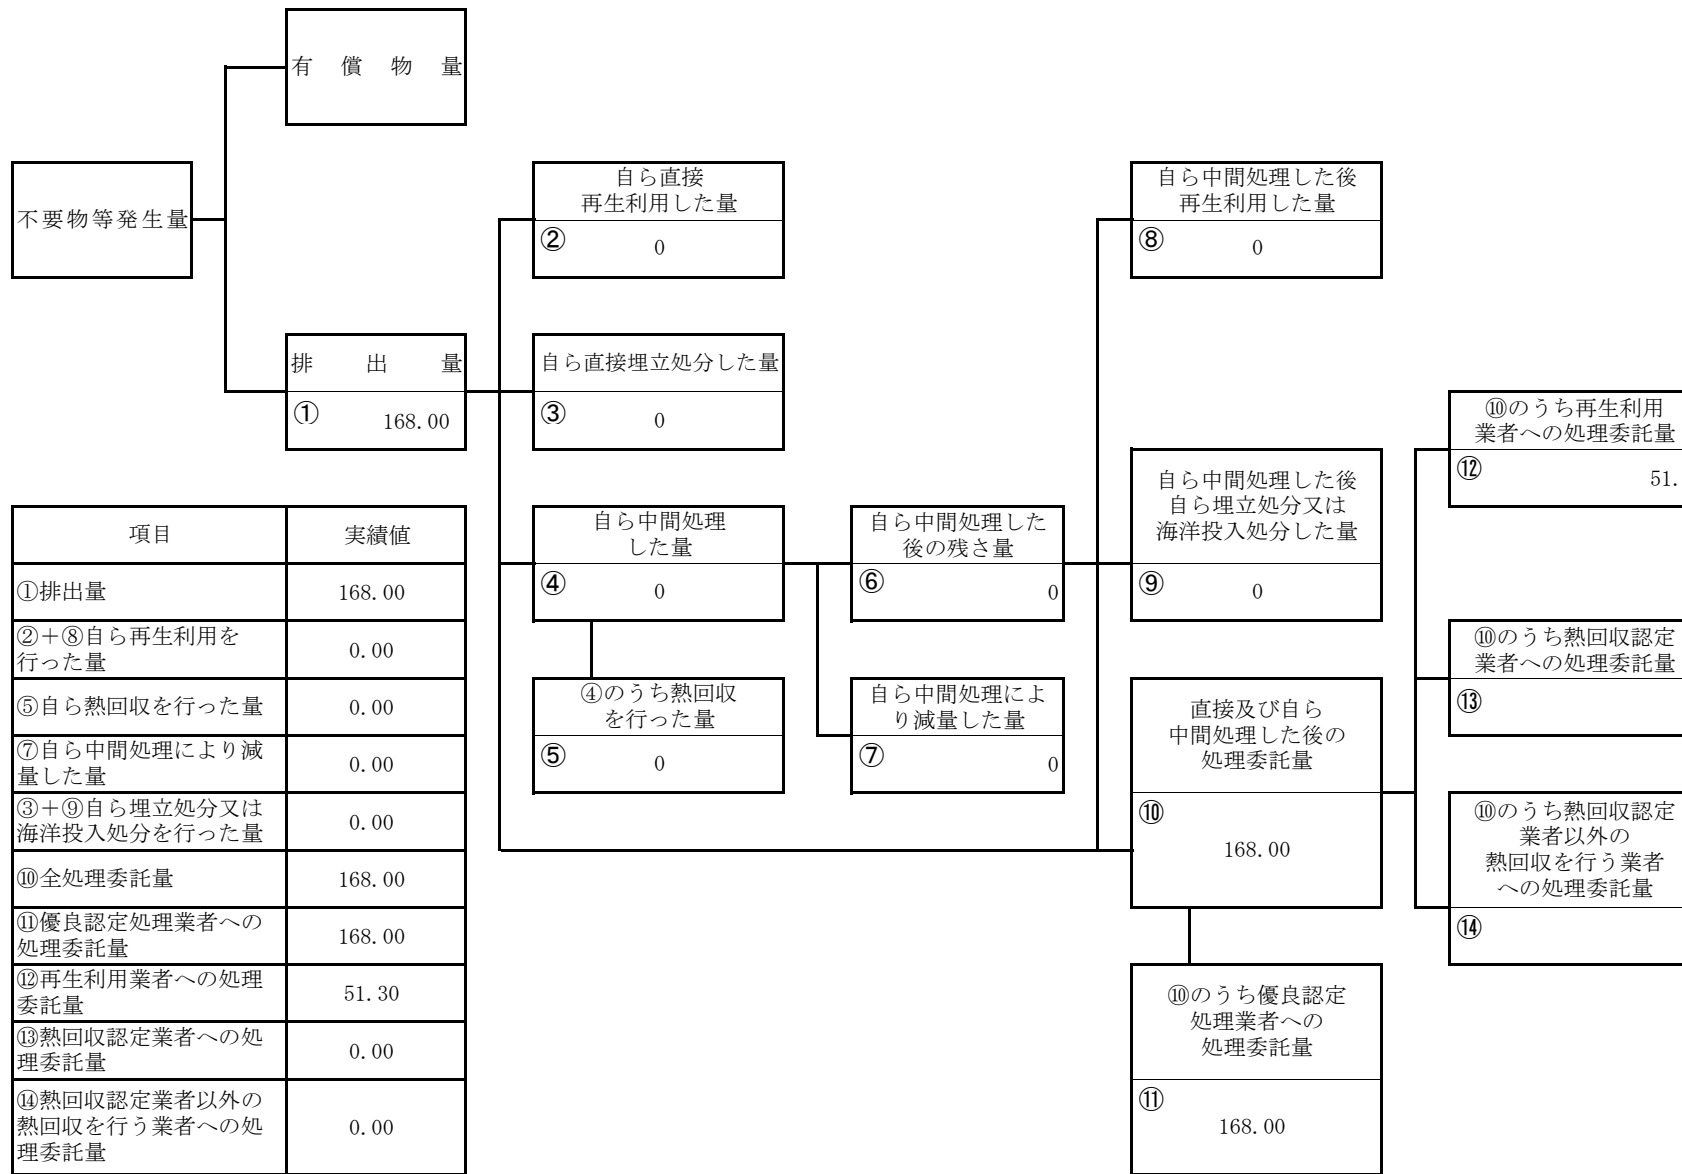 有償物量
不要物等発生量
排出量
① 168.00
自ら直接
再生利用した量
② 0
自ら直接埋立処分した量
③ 0
自ら中間処理
した量
④ 0
④のうち熱回収
を行った量
⑤ 0
自ら中間処理した
後の残さ量
⑥ 0
自ら中間処理によ
り減量した量
⑦ 0
自ら中間処理した後
再生利用した量
⑧ 0
自ら中間処理した後
自ら埋立処分又は
海洋投入処分した量
⑨ 0
直接及び自ら
中間処理した後の
処理委託量
⑩
168.00
⑩のうち優良認定
処理業者への
処理委託量
⑪
168.00
⑩のうち再生利用
業者への処理委託量
⑫ 51.
⑩のうち熱回収認定
業者への処理委託量
⑬
⑩のうち熱回収認定
業者以外の
熱回収を行う業者
への処理委託量
⑭
項目 実績値
①排出量 168.00
②+⑧自ら再生利用を
行った量 0.00
⑤自ら熱回収を行った量 0.00
⑦自ら中間処理により減
量した量 0.00
③+⑨自ら埋立処分又は
海洋投入処分を行った量 0.00
⑩全処理委託量 168.00
⑪優良認定処理業者への
処理委託量 168.00
⑫再生利用業者への処理
委託量 51.30
⑬熱回収認定業者への処
理委託量 0.00
⑭熱回収認定業者以外の
熱回収を行う業者への処
理委託量 0.00